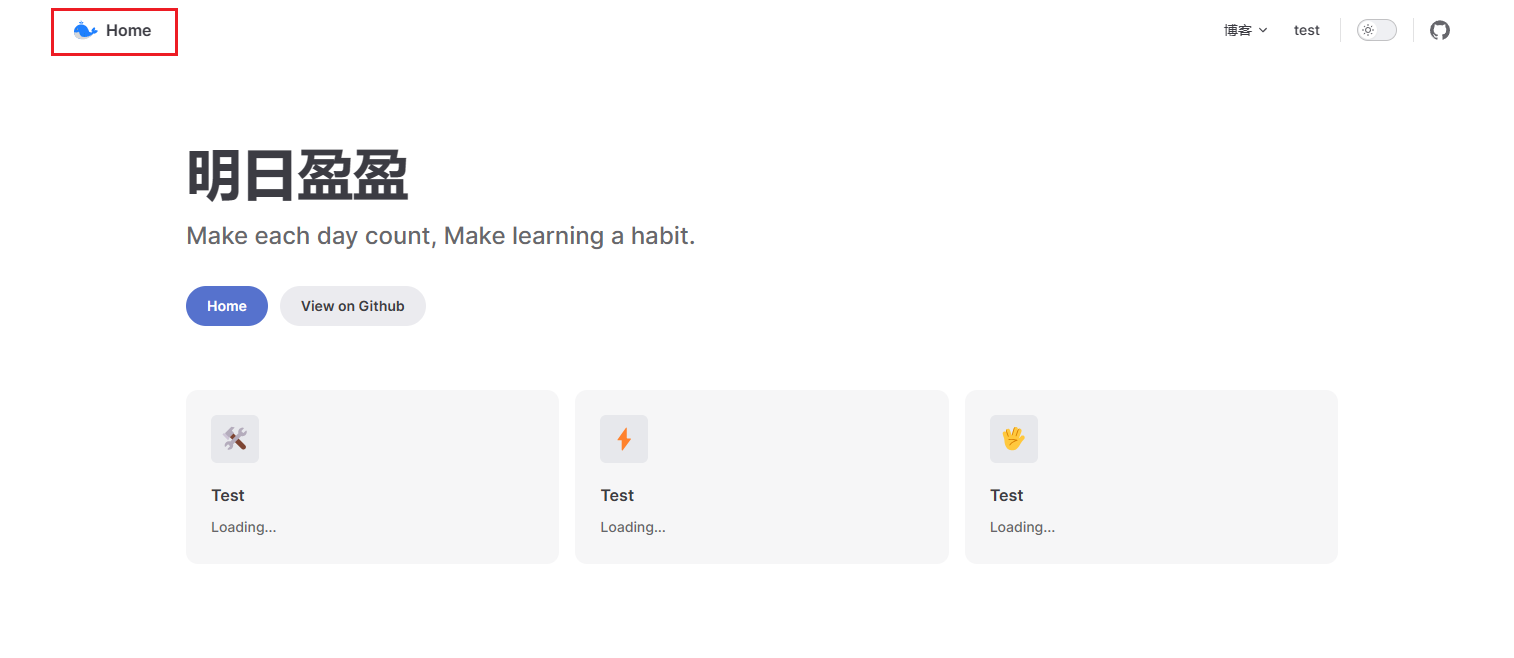 Home
博客 test
明日盈盈
Make each day count, Make learning a habit.
Home View on Github
Test Test Test
Loading... Loading... Loading...